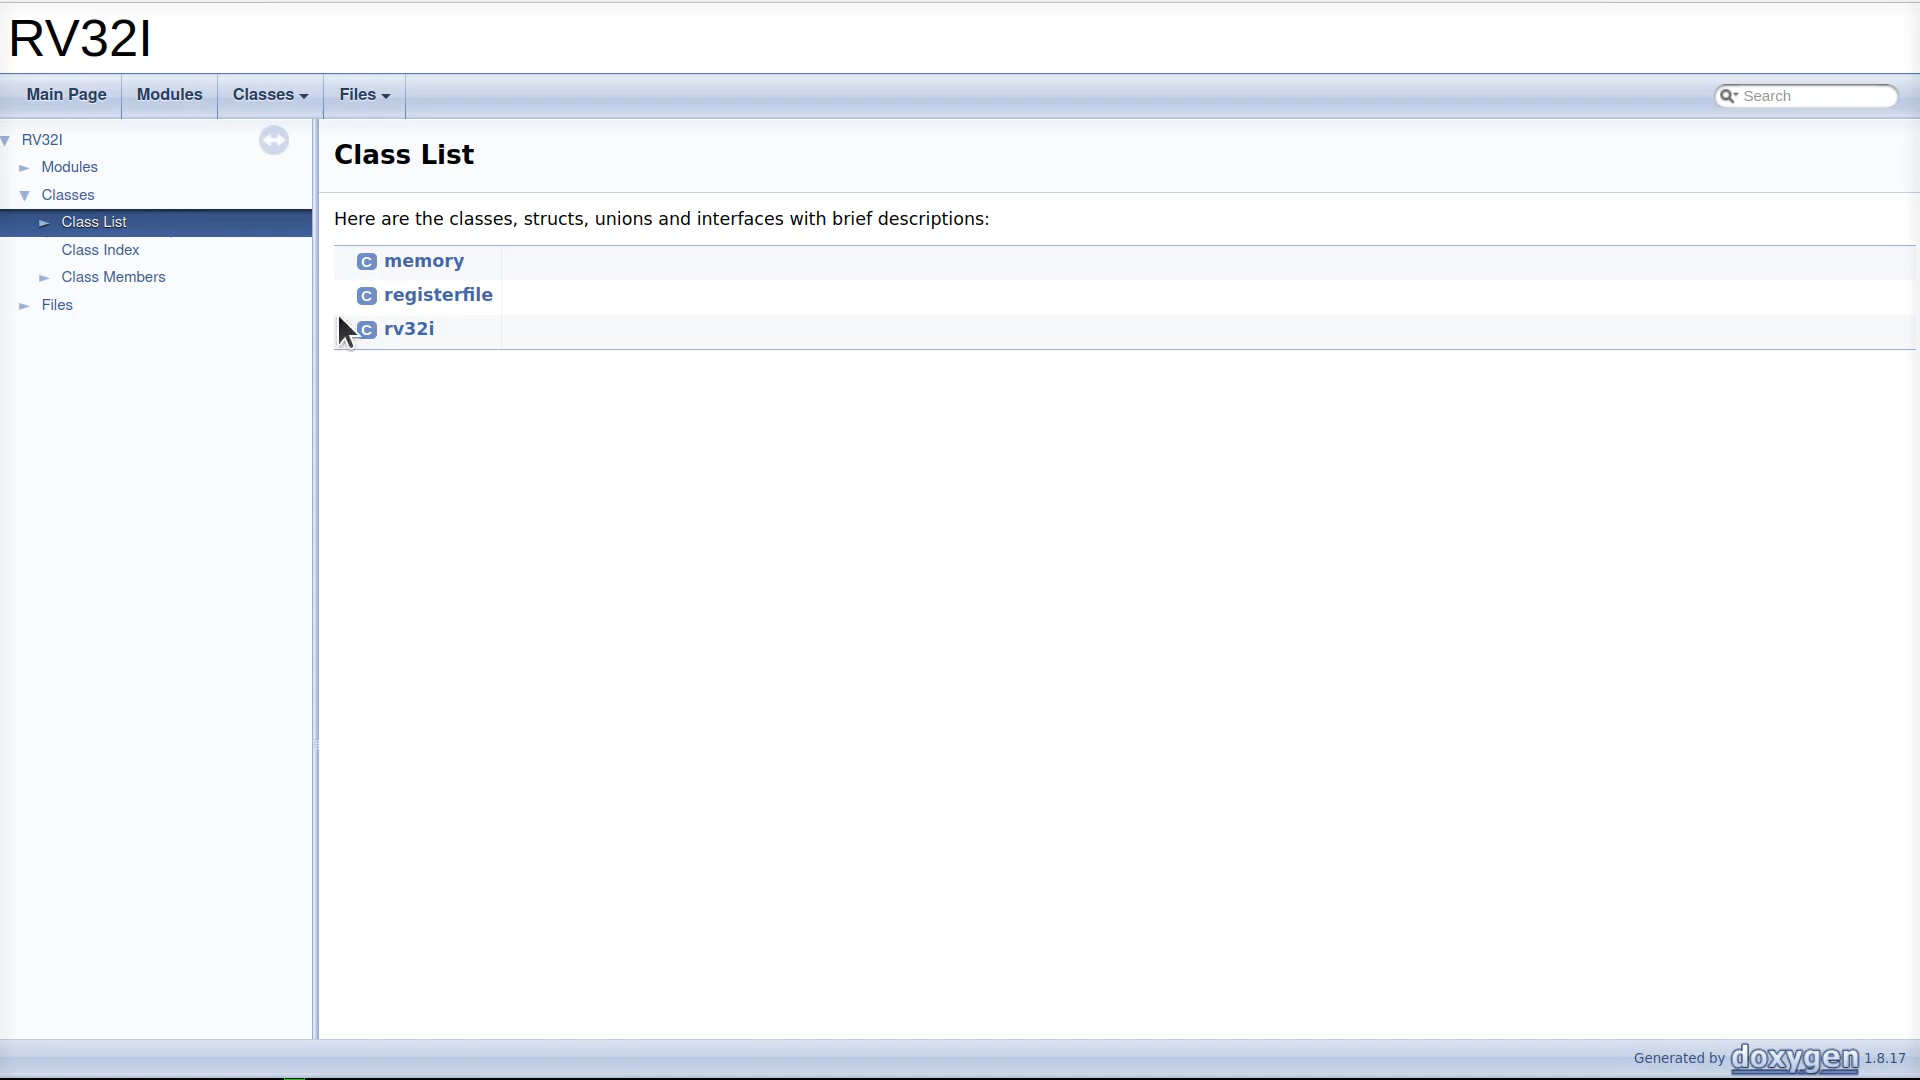 RV32I
Main Page Modules Classes Files Search
RV32I
Modules
Classes
Class List
Class Index
Class Members
Files
Class List
Here are the classes, structs, unions and interfaces with brief descriptions:
C memory
C registerfile
C rv32i
Generated by doxygen 1.8.17